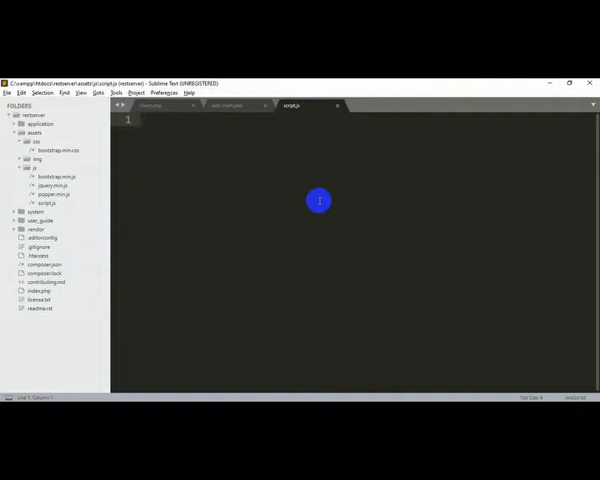 C:\xampp\htdocs\restserver\assets\js\script.js (restserver) - Sublime Text (UNREGISTERED)
File Edit Selection Find View Goto Tools Project Preferences Help
FOLDERS
restserver
application
assets
css
bootstrap.min.css
img
js
bootstrap.min.js
jquery.min.js
popper.min.js
script.js
system
user_guide
vendor
.editorconfig
.gitignore
.htaccess
composer.json
composer.lock
contributing.md
index.php
license.txt
readme.rst
script.js
1
Line 1, Column 1
Tab Size: 4
JavaScript